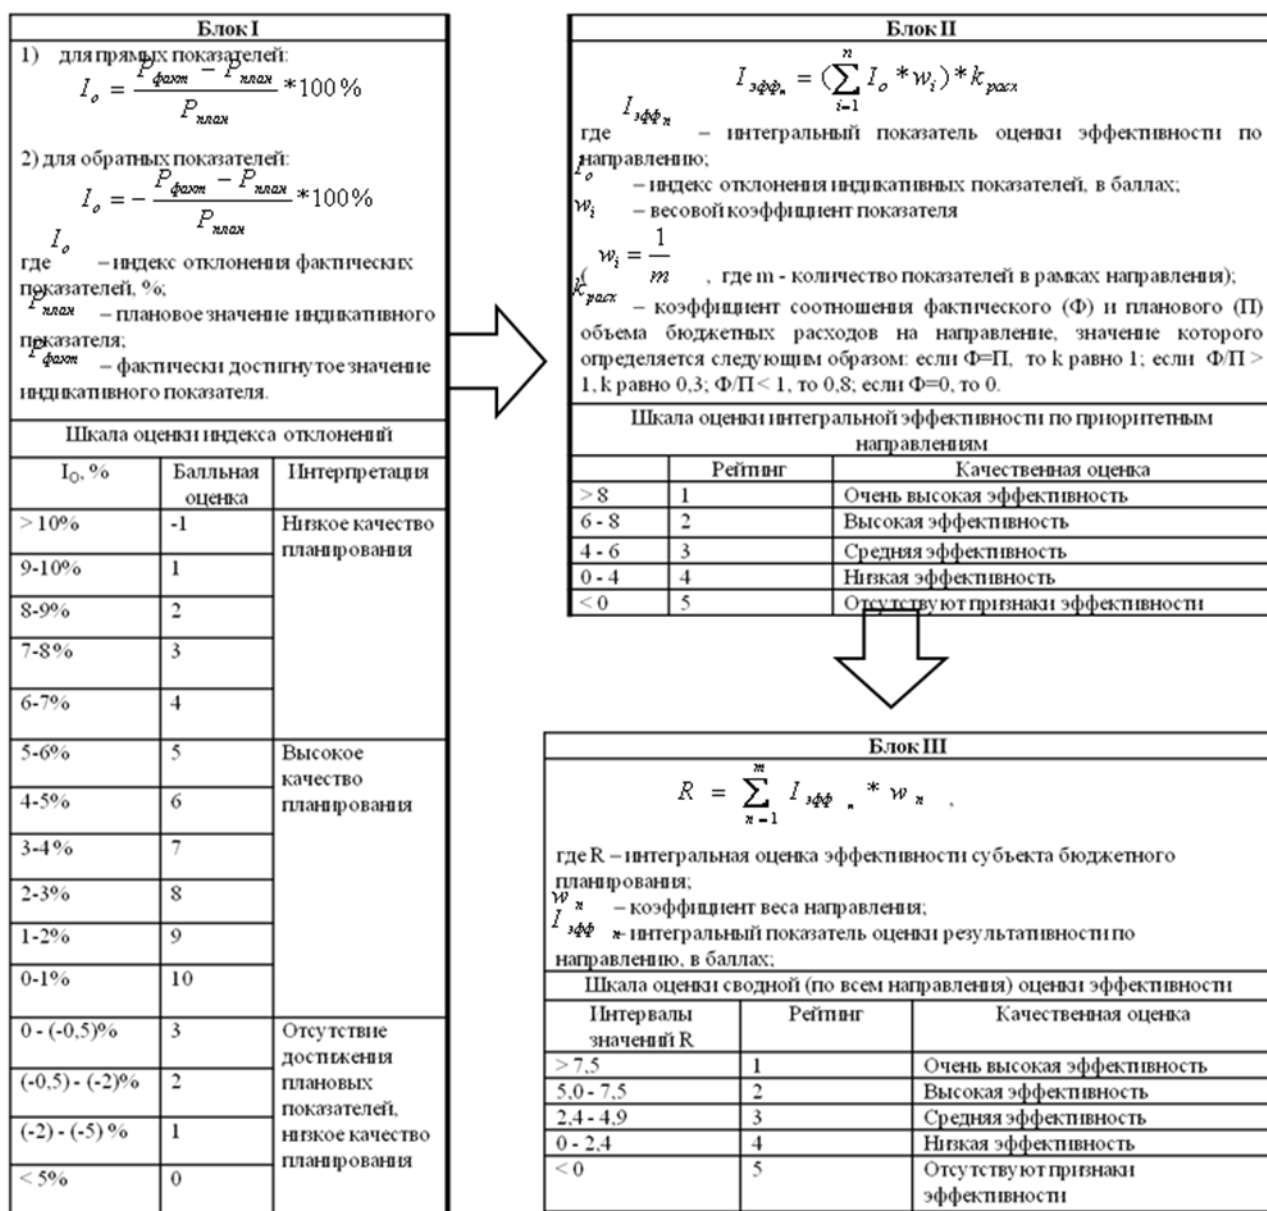 Блок I
1) для прямых показателей:
I_o = (P_факт − P_план) / P_план * 100%
2) для обратных показателей:
I_o = − (P_факт − P_план) / P_план * 100%
где I_o – индекс отклонения фактических
показателей, %;
P_план – плановое значение индикативного
показателя;
P_факт – фактически достигнутое значение
индикативного показателя.
Шкала оценки индекса отклонений
I_O, % Балльная оценка Интерпретация
> 10% -1 Низкое качество планирования
9-10% 1
8-9% 2
7-8% 3
6-7% 4
5-6% 5 Высокое качество планирования
4-5% 6
3-4% 7
2-3% 8
1-2% 9
0-1% 10
0 - (-0,5)% 3 Отсутствие достижения плановых показателей, низкое качество планирования
(-0,5) - (-2)% 2
(-2) - (-5) % 1
< 5% 0
Блок II
I_эфф_n = (∑_{i=1}^{n} I_o * w_i) * k_расх
где I_эфф_n – интегральный показатель оценки эффективности по
направлению;
I_o – индекс отклонения индикативных показателей, в баллах;
w_i – весовой коэффициент показателя
( w_i = 1/m , где m - количество показателей в рамках направления);
k_расх – коэффициент соотношения фактического (Ф) и планового (П)
объема бюджетных расходов на направление, значение которого
определяется следующим образом: если Ф=П, то k равно 1; если Ф/П >
1, k равно 0,3; Ф/П < 1, то 0,8; если Ф=0, то 0.
Шкала оценки интегральной эффективности по приоритетным
направлениям
Рейтинг Качественная оценка
> 8 1 Очень высокая эффективность
6 - 8 2 Высокая эффективность
4 - 6 3 Средняя эффективность
0 - 4 4 Низкая эффективность
< 0 5 Отсутствуют признаки эффективности
Блок III
R = ∑_{n=1}^{m} I_эфф_n * w_n ,
где R – интегральная оценка эффективности субъекта бюджетного
планирования;
w_n – коэффициент веса направления;
I_эфф_n – интегральный показатель оценки результативности по
направлению, в баллах;
Шкала оценки сводной (по всем направления) оценки эффективности
Интервалы значений R Рейтинг Качественная оценка
> 7,5 1 Очень высокая эффективность
5,0 - 7,5 2 Высокая эффективность
2,4 - 4,9 3 Средняя эффективность
0 - 2,4 4 Низкая эффективность
< 0 5 Отсутствуют признаки
эффективности